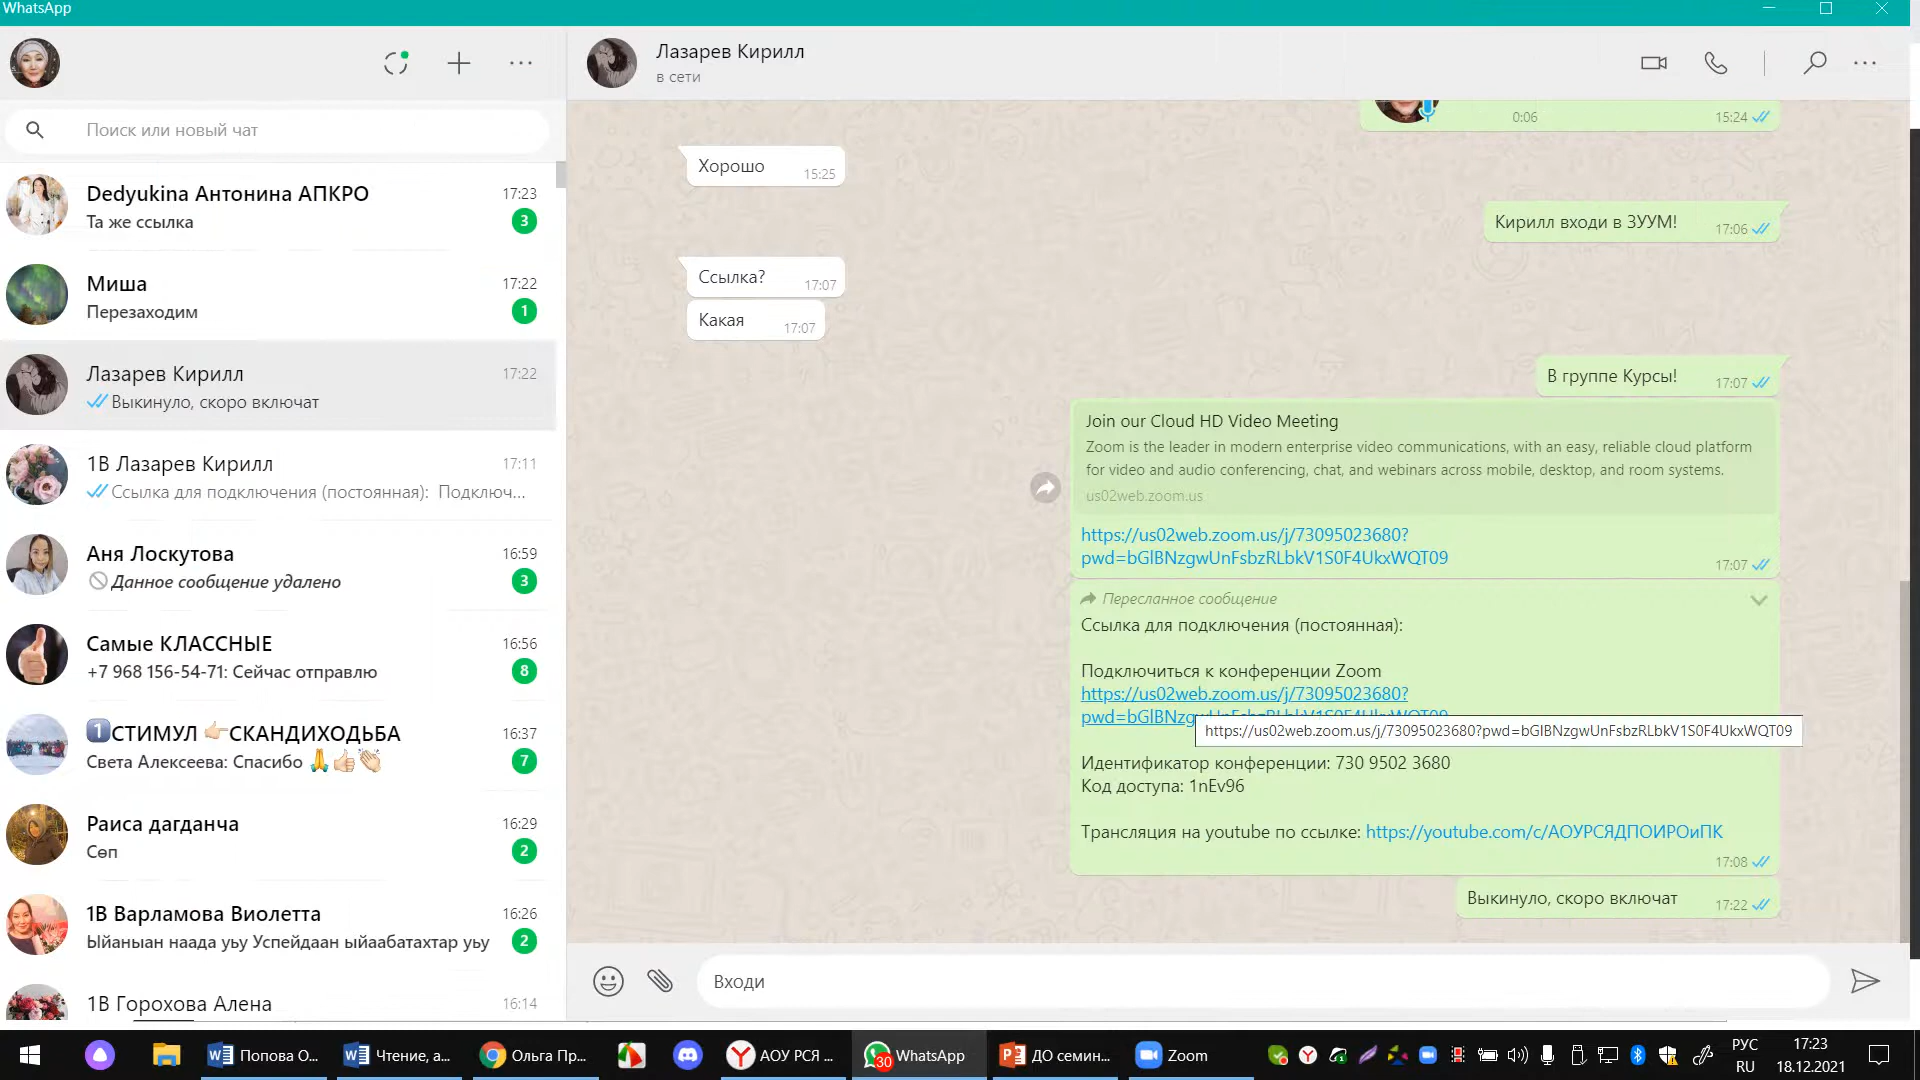 WhatsApp
Поиск или новый чат
Dedyukina Антонина АПКРО 17:23
Та же ссылка 3
Миша 17:22
Перезаходим 1
Лазарев Кирилл 17:22
Выкинуло, скоро включат
1В Лазарев Кирилл 17:11
Ссылка для подключения (постоянная): Подключ...
Аня Лоскутова 16:59
Данное сообщение удалено 3
Самые КЛАССНЫЕ 16:56
+7 968 156-54-71: Сейчас отправлю 8
1️⃣СТИМУЛ 👉🏻СКАНДИХОДЬБА 16:37
Света Алексеева: Спасибо 🙏👍🏻👏🏻 7
Раиса дагданча 16:29
Сөп 2
1В Варламова Виолетта 16:26
Ыйаныан наада уьу Успейдаан ыйаабатахтар уьу 2
1В Горохова Алена 16:14
Лазарев Кирилл
в сети
0:06 15:24
Хорошо 15:25
Кирилл входи в ЗУУМ! 17:06
Ссылка? 17:07
Какая 17:07
В группе Курсы! 17:07
Join our Cloud HD Video Meeting
Zoom is the leader in modern enterprise video communications, with an easy, reliable cloud platform
for video and audio conferencing, chat, and webinars across mobile, desktop, and room systems.
us02web.zoom.us
https://us02web.zoom.us/j/73095023680?
pwd=bGlBNzgwUnFsbzRLbkV1S0F4UkxWQT09
17:07
Пересланное сообщение
Ссылка для подключения (постоянная):
Подключиться к конференции Zoom
https://us02web.zoom.us/j/73095023680?
pwd=bGlBNzgwUnFsbzRLbkV1S0F4UkxWQT09
https://us02web.zoom.us/j/73095023680?pwd=bGlBNzgwUnFsbzRLbkV1S0F4UkxWQT09
Идентификатор конференции: 730 9502 3680
Код доступа: 1nEv96
Трансляция на youtube по ссылке: https://youtube.com/c/АОУРСЯДПОИРОиПК
17:08
Выкинуло, скоро включат 17:22
Входи
Попова О... Чтение, а... Ольга Пр... АОУ РСЯ ... 30 WhatsApp ДО семин... Zoom РУС 17:23
RU 18.12.2021